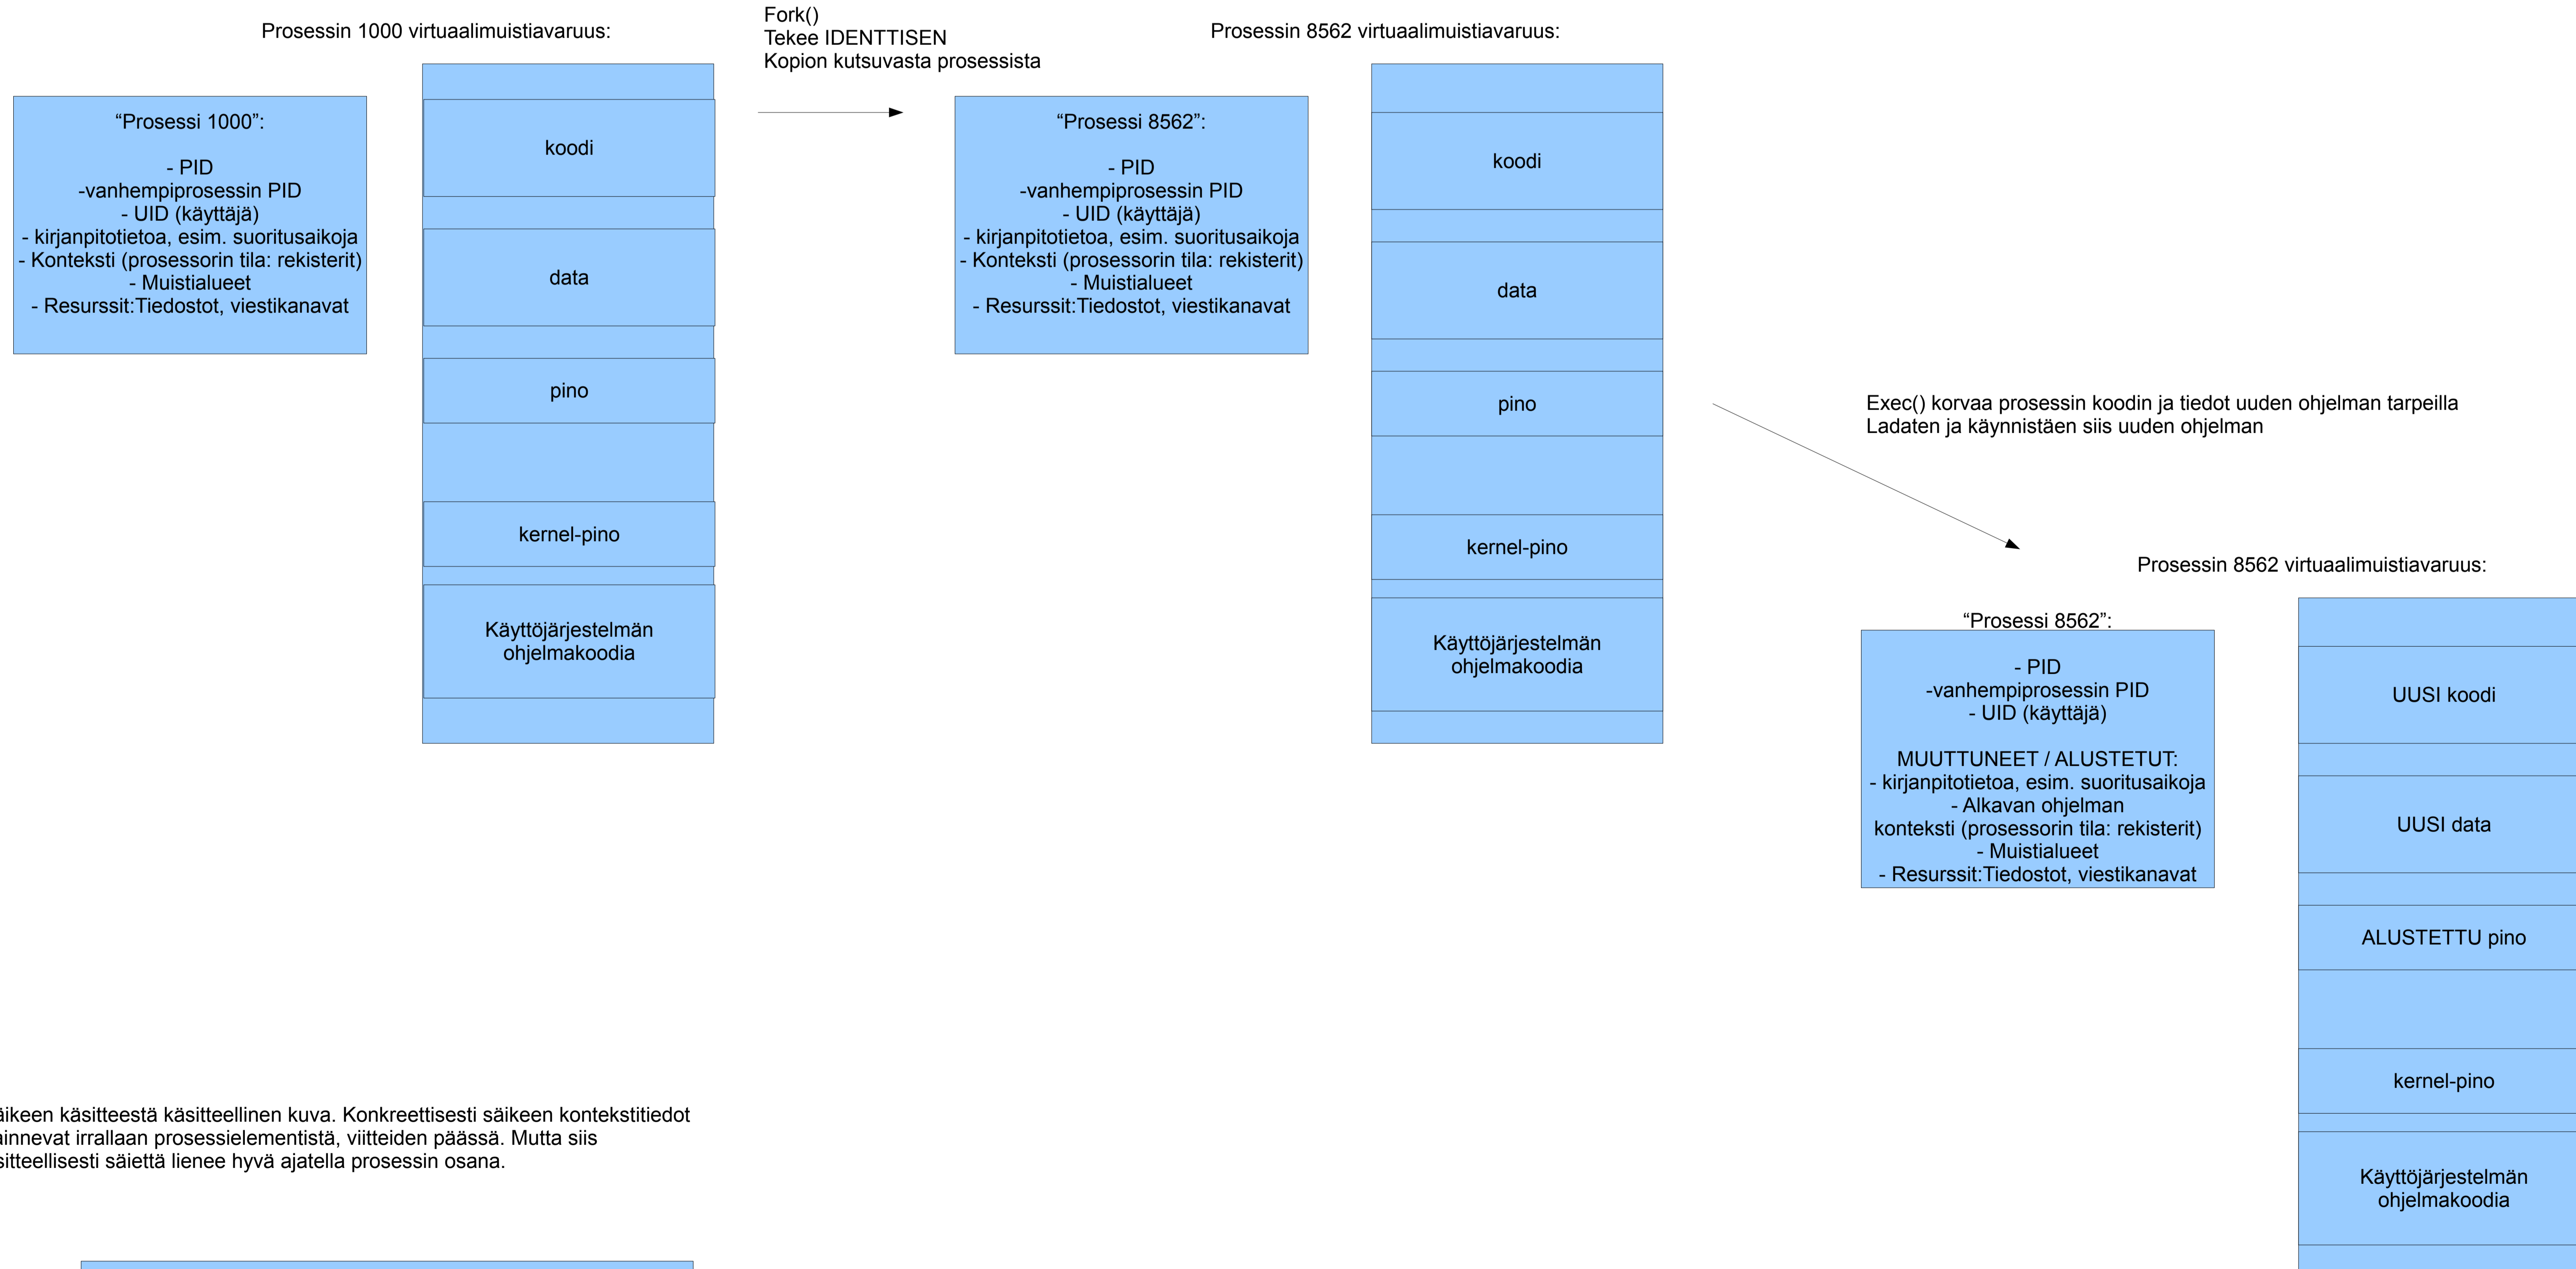 Prosessin 1000 virtuaalimuistiavaruus:
“Prosessi 1000”:
- PID
-vanhempiprosessin PID
- UID (käyttäjä)
- kirjanpitotietoa, esim. suoritusaikoja
- Konteksti (prosessorin tila: rekisterit)
- Muistialueet
- Resurssit:Tiedostot, viestikanavat
koodi
data
pino
kernel-pino
Käyttöjärjestelmän
ohjelmakoodia
Fork()
Tekee IDENTTISEN
Kopion kutsuvasta prosessista
Prosessin 8562 virtuaalimuistiavaruus:
“Prosessi 8562”:
- PID
-vanhempiprosessin PID
- UID (käyttäjä)
- kirjanpitotietoa, esim. suoritusaikoja
- Konteksti (prosessorin tila: rekisterit)
- Muistialueet
- Resurssit:Tiedostot, viestikanavat
koodi
data
pino
kernel-pino
Käyttöjärjestelmän
ohjelmakoodia
Exec() korvaa prosessin koodin ja tiedot uuden ohjelman tarpeilla
Ladaten ja käynnistäen siis uuden ohjelman
Prosessin 8562 virtuaalimuistiavaruus:
“Prosessi 8562”:
- PID
-vanhempiprosessin PID
- UID (käyttäjä)
MUUTTUNEET / ALUSTETUT:
- kirjanpitotietoa, esim. suoritusaikoja
- Alkavan ohjelman
konteksti (prosessorin tila: rekisterit)
- Muistialueet
- Resurssit:Tiedostot, viestikanavat
UUSI koodi
UUSI data
ALUSTETTU pino
kernel-pino
Käyttöjärjestelmän
ohjelmakoodia
käsitteestä käsitteellinen kuva. Konkreettisesti säikeen kontekstitiedot
irrallaan prosessielementistä, viitteiden päässä. Mutta siis
säiettä lienee hyvä ajatella prosessin osana.